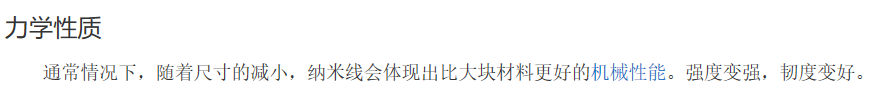 力学性质
通常情况下，随着尺寸的减小，纳米线会体现出比大块材料更好的机械性能。强度变强，韧度变好。